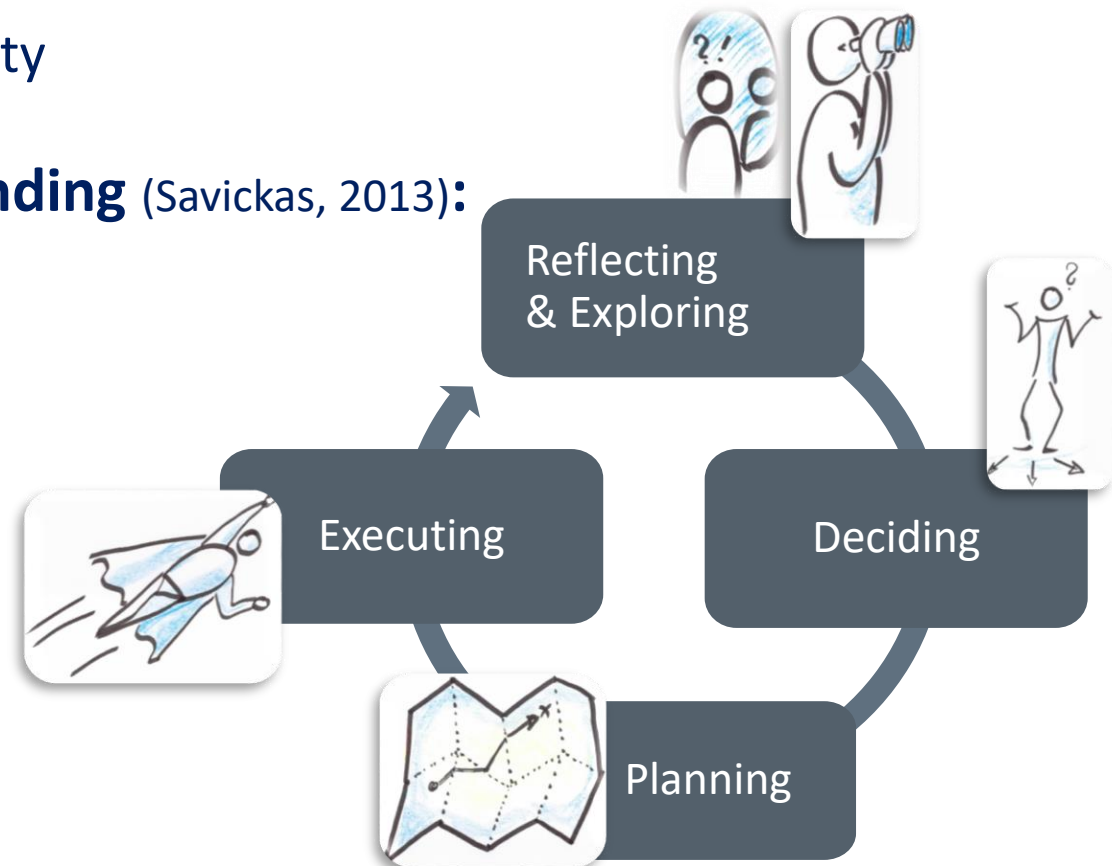 ty
nding (Savickas, 2013):
? !
Reflecting
& Exploring
?
Executing
Deciding
x
Planning